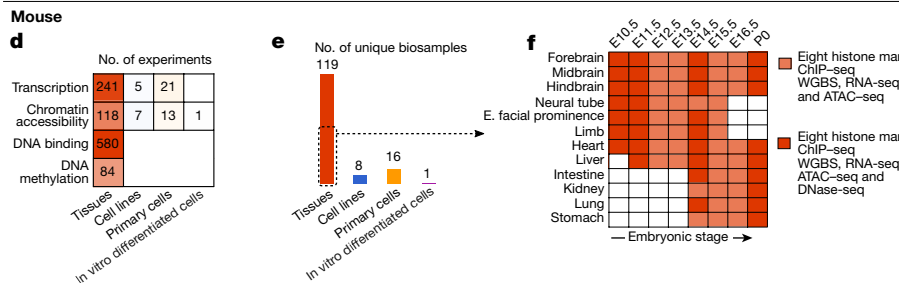 Mouse
d
No. of experiments
Transcription 241 5 21
Chromatin
accessibility 118 7 13 1
DNA binding 580
DNA
methylation 84
Tissues
Cell lines
Primary cells
In vitro differentiated cells
e
No. of unique biosamples
119
8
16
1
Tissues
Cell lines
Primary cells
In vitro differentiated cells
f
E10.5 E11.5 E12.5 E13.5 E14.5 E15.5 E16.5 P0
Forebrain
Midbrain
Hindbrain
Neural tube
E. facial prominence
Limb
Heart
Liver
Intestine
Kidney
Lung
Stomach
Embryonic stage
Eight histone mar
ChIP–seq
WGBS, RNA-seq
and ATAC–seq
Eight histone mar
ChIP–seq
WGBS, RNA-seq
ATAC–seq and
DNase-seq